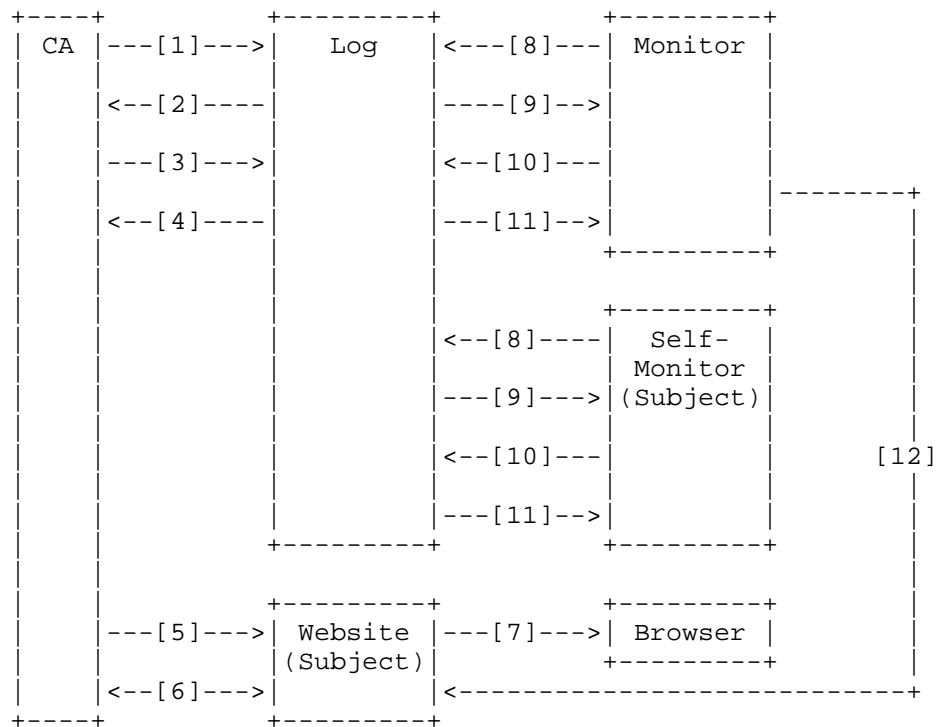 +----+          +---------+          +---------+
| CA |---[1]--->|   Log   |<---[8]---| Monitor |
|    |          |         |          |         |
|    |<--[2]----|         |----[9]-->|         |
|    |          |         |          |         |
|    |---[3]--->|         |<--[10]---|         |
|    |          |         |          |         |--------+
|    |<--[4]----|         |---[11]-->|         |        |
|    |          |         |          +---------+        |
|    |          |         |                             |
|    |          |         |          +---------+        |
|    |          |         |<--[8]----|  Self-  |        |
|    |          |         |          | Monitor |        |
|    |          |         |---[9]--->|(Subject)|        |
|    |          |         |          |         |        |
|    |          |         |<--[10]---|         |      [12]
|    |          |         |          |         |        |
|    |          |         |---[11]-->|         |        |
|    |          +---------+          +---------+        |
|    |                                                  |
|    |          +---------+          +---------+        |
|    |---[5]--->| Website |---[7]--->| Browser |        |
|    |          |(Subject)|          +---------+        |
|    |<--[6]--->|         |<----------------------------+
+----+          +---------+